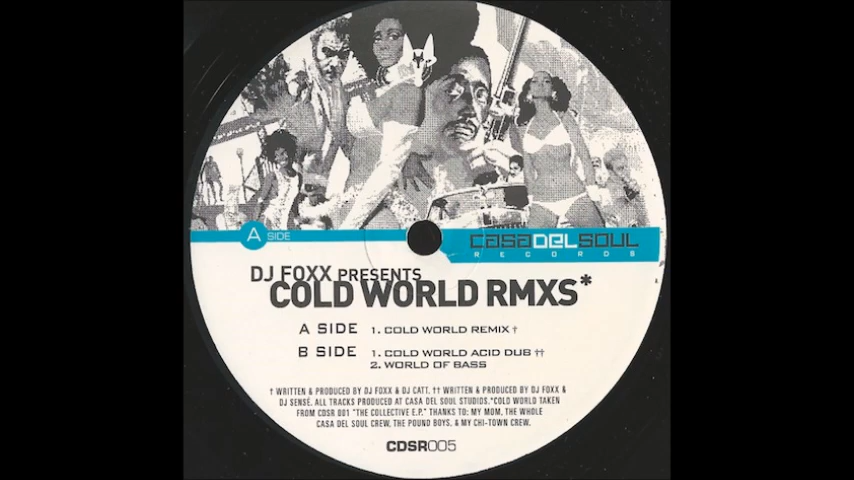 A SIDE
CASADELSOUL
RECORDS
DJ FOXX PRESENTS
COLD WORLD RMXS*
A SIDE 1. COLD WORLD REMIX †
B SIDE 1. COLD WORLD ACID DUB ††
2. WORLD OF BASS
† WRITTEN & PRODUCED BY DJ FOXX & DJ CATT. †† WRITTEN & PRODUCED BY DJ FOXX &
DJ SENSÉ. ALL TRACKS PRODUCED AT CASA DEL SOUL STUDIOS.*COLD WORLD TAKEN
FROM CDSR 001 "THE COLLECTIVE E.P." THANKS TO: MY MOM, THE WHOLE
CASA DEL SOUL CREW, THE POUND BOYS, & MY CHI-TOWN CREW.
CDSR005